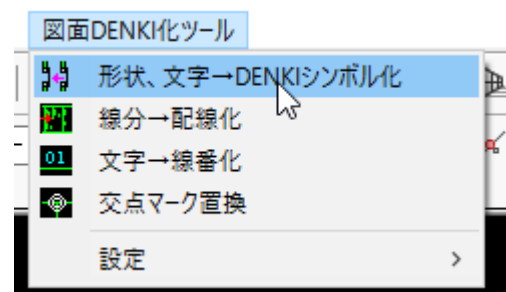 図面DENKI化ツール
形状、文字→DENKIシンボル化
線分→配線化
01
文字→線番化
交点マーク置換
設定